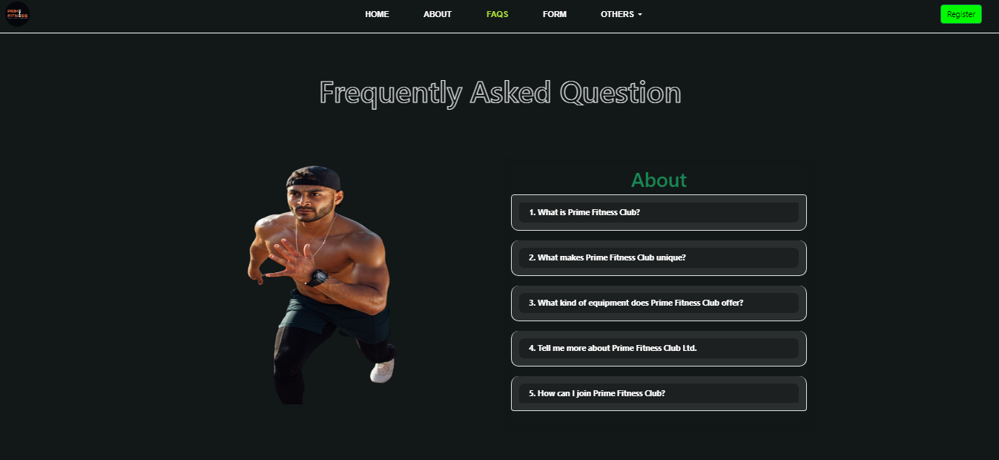 PRIME
FITNESS
HOME ABOUT FAQS FORM OTHERS
Register
Frequently Asked Question
About
1. What is Prime Fitness Club?
2. What makes Prime Fitness Club unique?
3. What kind of equipment does Prime Fitness Club offer?
4. Tell me more about Prime Fitness Club Ltd.
5. How can I join Prime Fitness Club?